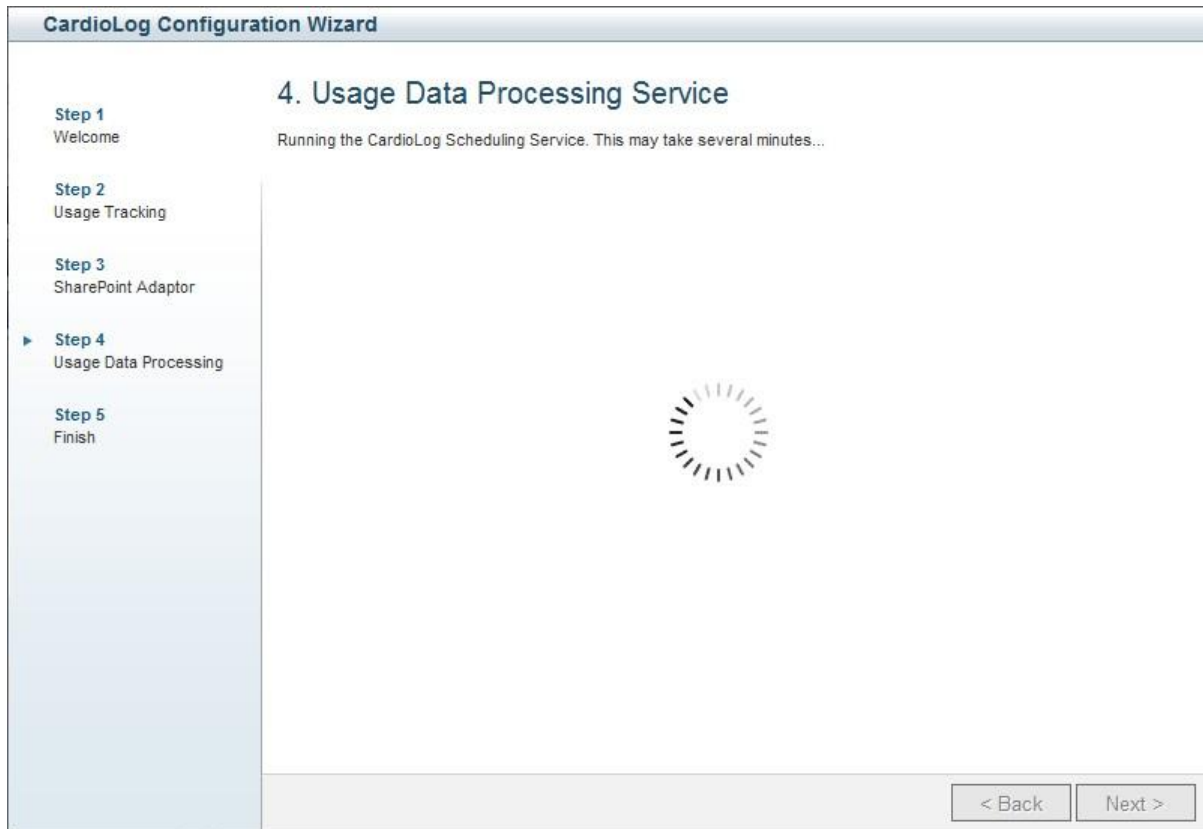 CardioLog Configuration Wizard
Step 1
Welcome
Step 2
Usage Tracking
Step 3
SharePoint Adaptor
Step 4
Usage Data Processing
Step 5
Finish
4. Usage Data Processing Service
Running the CardioLog Scheduling Service. This may take several minutes...
< Back
Next >